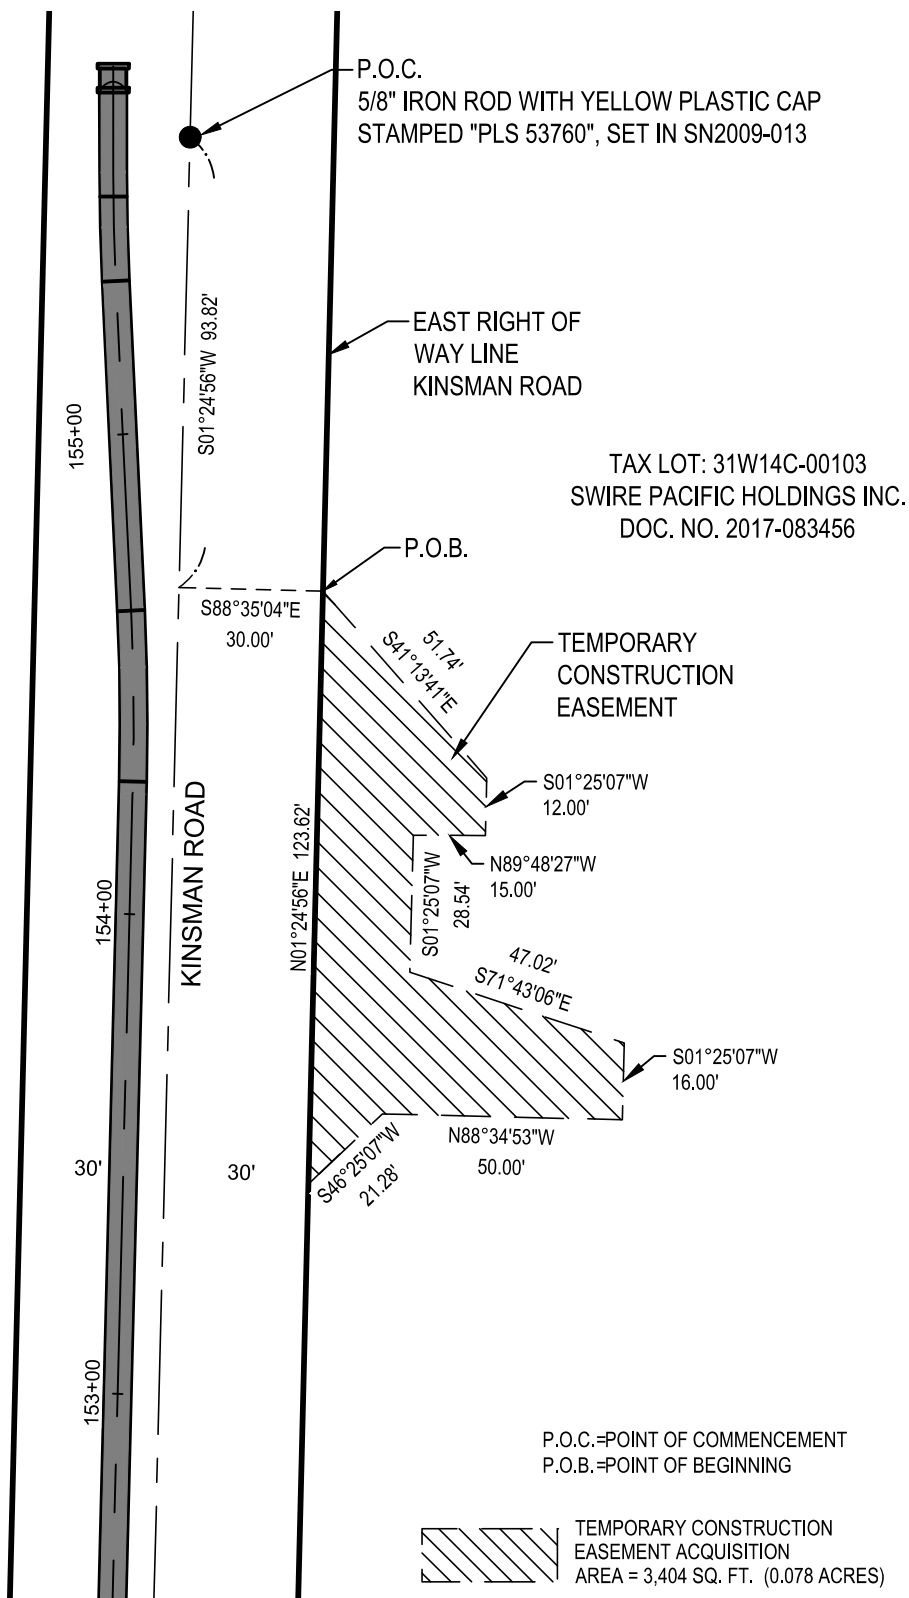 P.O.C.
5/8" IRON ROD WITH YELLOW PLASTIC CAP
STAMPED "PLS 53760", SET IN SN2009-013
S01°24'56"W 93.82'
EAST RIGHT OF
WAY LINE
KINSMAN ROAD
155+00
TAX LOT: 31W14C-00103
SWIRE PACIFIC HOLDINGS INC.
DOC. NO. 2017-083456
P.O.B.
S88°35'04"E
30.00'
51.74'
S41°13'41"E
TEMPORARY
CONSTRUCTION
EASEMENT
S01°25'07"W
12.00'
N89°48'27"W
15.00'
S01°25'07"W
28.54'
N01°24'56"E 123.62'
KINSMAN ROAD
154+00
47.02'
S71°43'06"E
S01°25'07"W
16.00'
N88°34'53"W
50.00'
S46°25'07"W
21.28'
30'
30'
153+00
P.O.C.=POINT OF COMMENCEMENT
P.O.B.=POINT OF BEGINNING
TEMPORARY CONSTRUCTION
EASEMENT ACQUISITION
AREA = 3,404 SQ. FT. (0.078 ACRES)